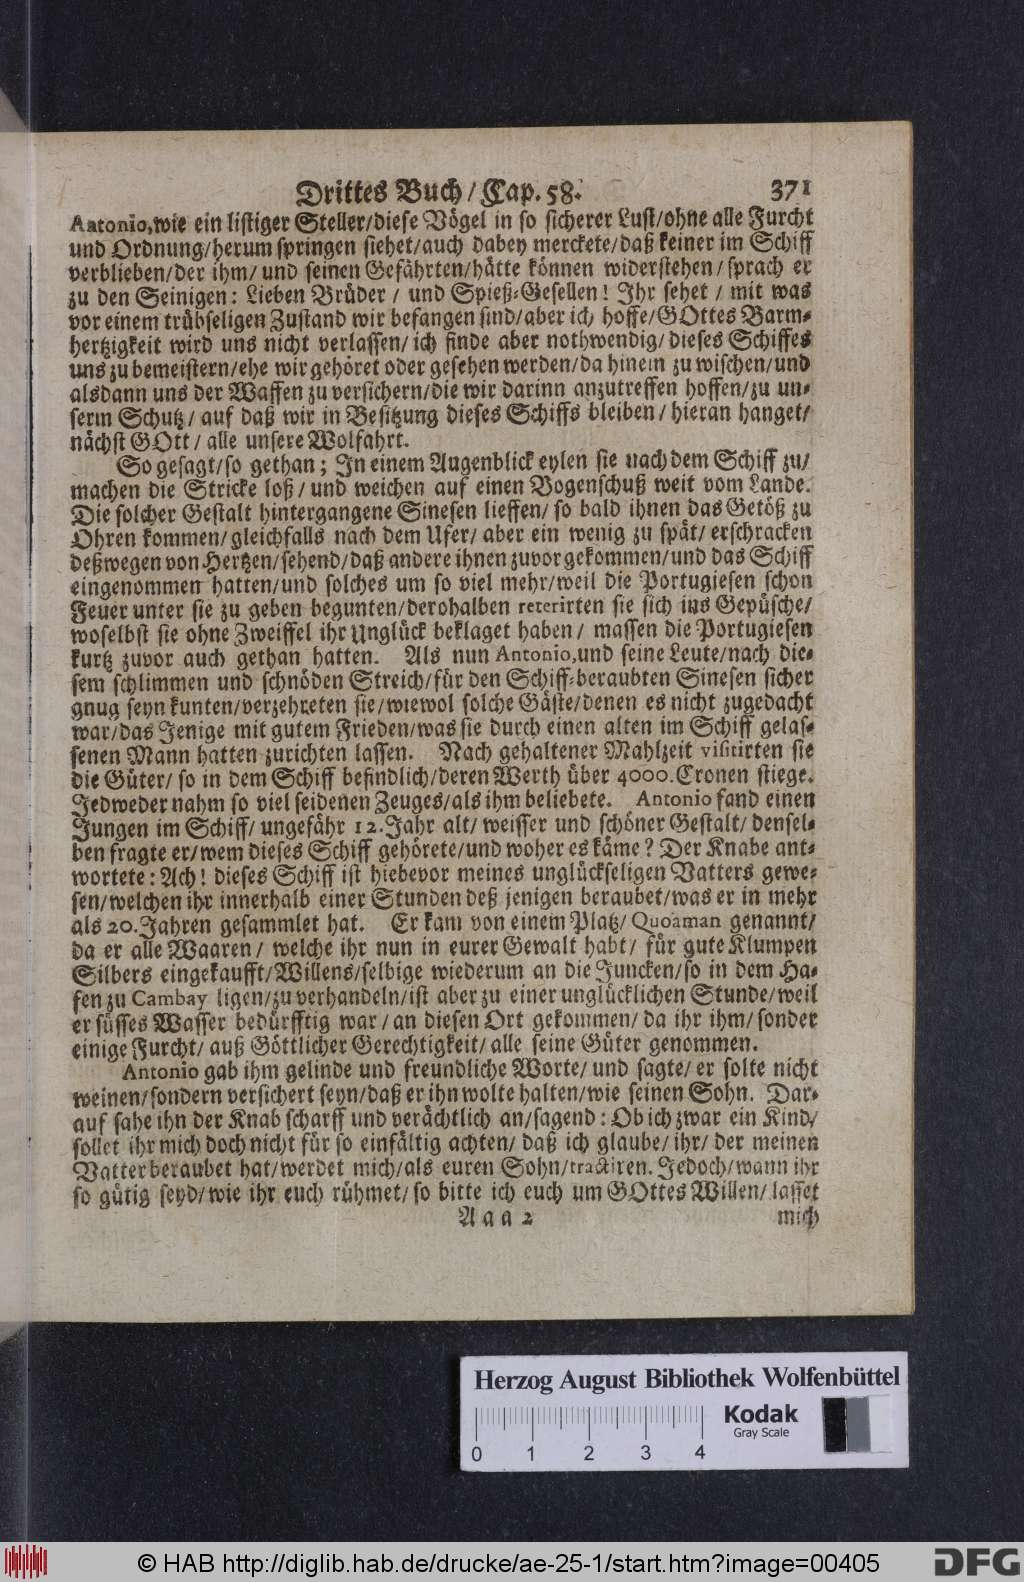 Drittes Buch / Cap. 58. 371
Antonio, wie ein listiger Steller/diese Vögel in so sicherer Lust/ohne alle Furcht
und Ordnung/herum springen siehet/auch dabey merckete/daß keiner im Schiff
verblieben/der ihm/ und seinen Gefährten/hätte können widerstehen/sprach er
zu den Seinigen: Lieben Brüder / und Spieß-Gesellen! Ihr sehet / mit was
vor einem trübseligen Zustand wir befangen sind/aber ich hoffe/GOttes Barm-
hertzigkeit wird uns nicht verlassen/ ich finde aber nothwendig/dieses Schiffes
uns zu bemeistern/ehe wir gehöret oder gesehen werden/da hinein zu wischen/und
alsdann uns der Waffen zu versichern/die wir darinn anzutreffen hoffen/zu un-
serm Schutz/ auf daß wir in Besitzung dieses Schiffs bleiben/ hieran hanget/
nächst GOtt/ alle unsere Wolfahrt.
So gesagt/so gethan; In einem Augenblick eylen sie nach dem Schiff zu/
machen die Stricke loß/ und weichen auf einen Bogenschuß weit vom Lande.
Die solcher Gestalt hintergangene Sinesen lieffen/ so bald ihnen das Getöß zu
Ohren kommen/gleichfalls nach dem Ufer/ aber ein wenig zu spät/ erschracken
deßwegen von Hertzen/sehend/daß andere ihnen zuvor gekommen/und das Schiff
eingenommen hatten/und solches um so viel mehr/weil die Portugiesen schon
Feuer unter sie zu geben begunten/derohalben reterirten sie sich ins Gepüsche/
woselbst sie ohne Zweiffel ihr Unglück beklaget haben/ massen die Portugiesen
kurtz zuvor auch gethan hatten. Als nun Antonio, und seine Leute/nach die-
sem schlimmen und schnöden Streich/für den Schiff-beraubten Sinesen sicher
gnug seyn kunten/verzehreten sie/wiewol solche Gäste/denen es nicht zugedacht
war/das Jenige mit gutem Frieden/was sie durch einen alten im Schiff gelas-
senen Mann hatten zurichten lassen. Nach gehaltener Mahlzeit visitirten sie
die Güter/ so in dem Schiff befindlich/deren Werth über 4000. Cronen stiege.
Jedweder nahm so viel seidenen Zeuges/als ihm beliebete. Antonio fand einen
Jungen im Schiff/ ungefähr 12. Jahr alt/ weisser und schöner Gestalt/ densel-
ben fragte er/wem dieses Schiff gehörete/und woher es käme? Der Knabe ant-
wortete: Ach! dieses Schiff ist hiebevor meines unglückseligen Vatters gewe-
sen/welchen ihr innerhalb einer Stunden deß jenigen beraubet/was er in mehr
als 20. Jahren gesammlet hat. Er kam von einem Platz/ Quoaman genannt/
da er alle Waaren/ welche ihr nun in eurer Gewalt habt/ für gute Klumpen
Silbers eingekaufft/Willens/selbige wiederum an die Juncken/so in dem Ha-
fen zu Cambay ligen/zu verhandeln/ist aber zu einer unglücklichen Stunde/weil
er süsses Wasser bedürfftig war/an diesen Ort gekommen/da ihr ihm/ sonder
einige Furcht/ auß Göttlicher Gerechtigkeit/ alle seine Güter genommen.
Antonio gab ihm gelinde und freundliche Worte/ und sagte/ er solte nicht
weinen/sondern versichert seyn/daß er ihn wolte halten/wie seinen Sohn. Dar-
auf sahe ihn der Knab scharff und verächtlich an/sagend: Ob ich zwar ein Kind/
sollet ihr mich doch nicht für so einfältig achten/ daß ich glaube/ ihr/ der meinen
Vatter beraubet hat/werdet mich/als euren Sohn/tractiren. Jedoch/wann ihr
so gütig seyd/wie ihr euch rühmet/so bitte ich euch um GOttes Willen/lasset
Aaa 2 mich
Herzog August Bibliothek Wolfenbüttel
Kodak
Gray Scale
0 1 2 3 4
© HAB http://diglib.hab.de/drucke/ae-25-1/start.htm?image=00405
DFG